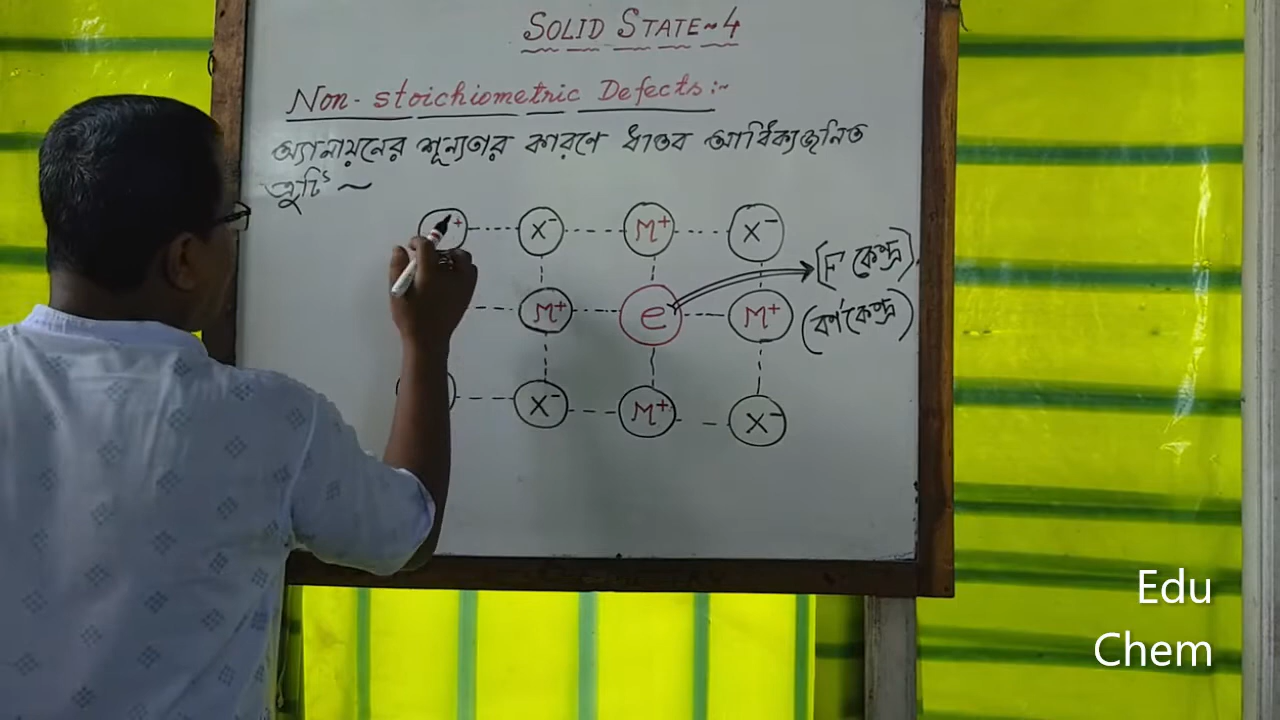 SOLID STATE~4
Non-stoichiometric Defects:~
অ্যানায়নের শূন্যতার কারণে ধাতব আধিক্যজনিত
ত্রুটি ~
+ X⁻ M⁺ X⁻
[F কেন্দ্র]
M⁺ e M⁺
(বর্ণকেন্দ্র)
X⁻ M⁺ X⁻
Edu
Chem